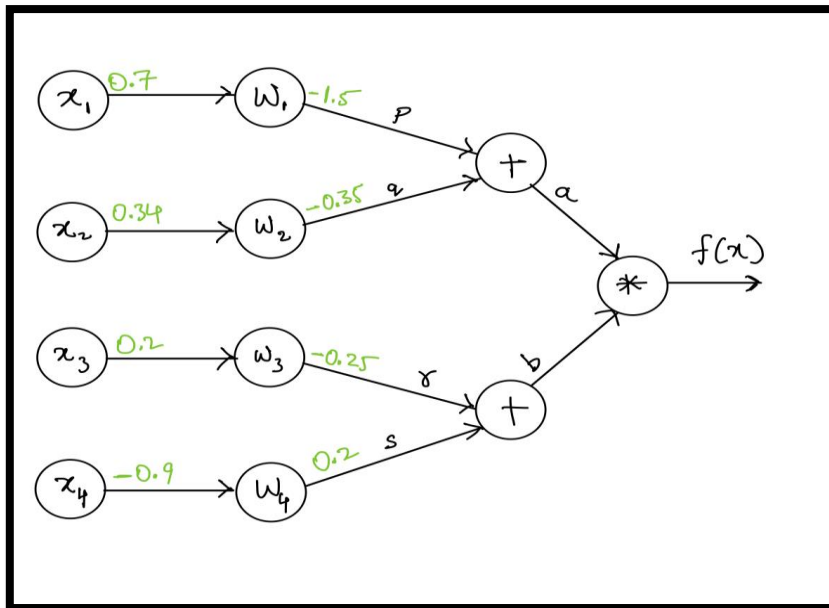 x₁ 0.7 W₁ -1.5 p
+
x₂ 0.34 W₂ -0.35 q
a
* f(x)
x₃ 0.2 W₃ -0.25 r
b
+
x₄ -0.9 W₄ 0.2 s